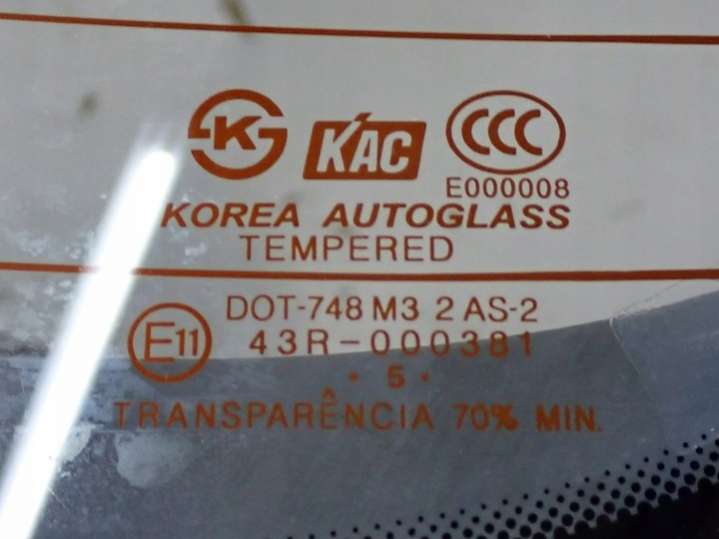 K KAC CCC
E000008
KOREA AUTOGLASS
TEMPERED
DOT-748 M3 2 AS-2
E11 43R-000381
· 5 ·
TRANSPARÊNCIA 70% MIN.